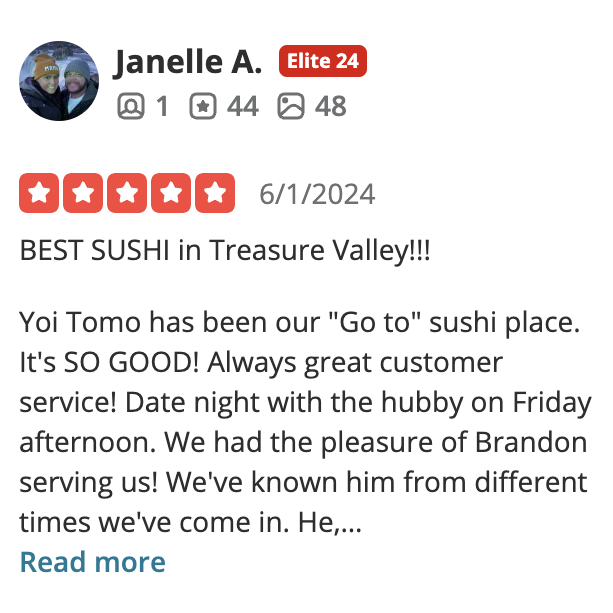 Janelle A. Elite 24
1 44 48
6/1/2024
BEST SUSHI in Treasure Valley!!!
Yoi Tomo has been our "Go to" sushi place.
It's SO GOOD! Always great customer
service! Date night with the hubby on Friday
afternoon. We had the pleasure of Brandon
serving us! We've known him from different
times we've come in. He,...
Read more